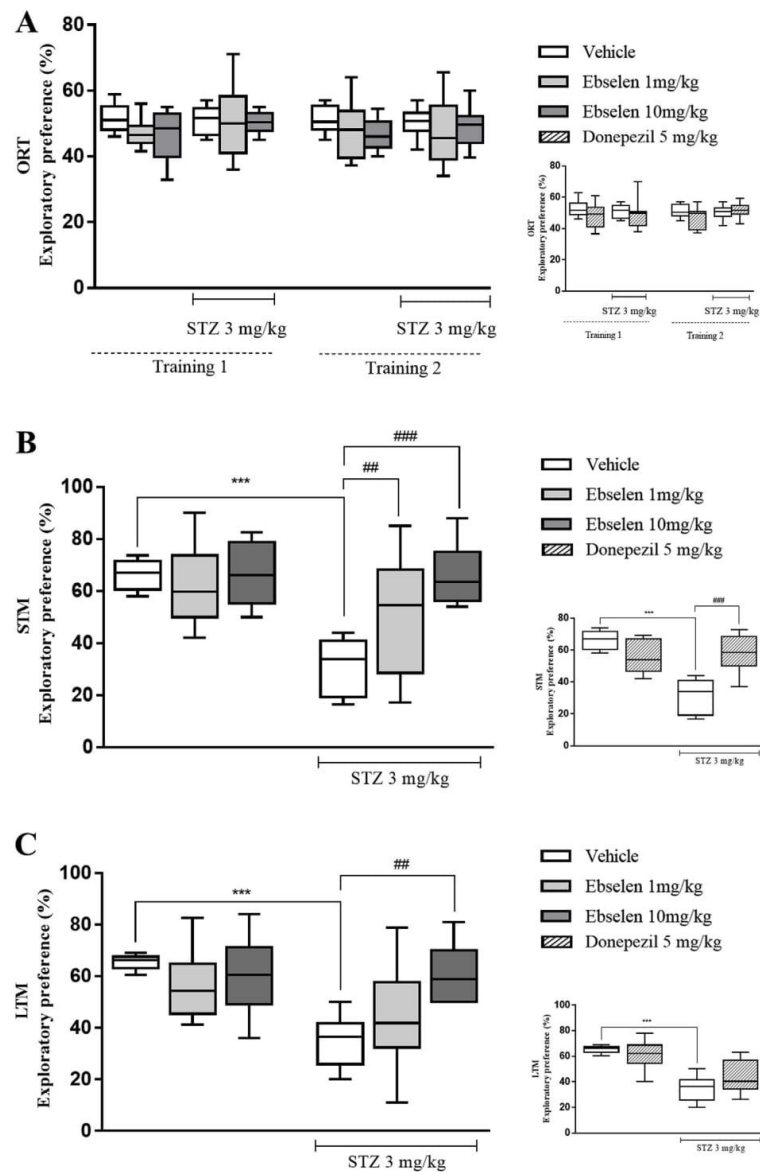 A
ORT
Exploratory preference (%)
80
60
40
20
0
STZ 3 mg/kg
STZ 3 mg/kg
Training 1
Training 2
Vehicle
Ebselen 1mg/kg
Ebselen 10mg/kg
Donepezil 5 mg/kg
ORT
Exploratory preference (%)
80
60
40
20
0
STZ 3 mg/kg
STZ 3 mg/kg
Training 1
Training 2
B
STM
Exploratory preference (%)
100
80
60
40
20
0
***
##
###
STZ 3 mg/kg
Vehicle
Ebselen 1mg/kg
Ebselen 10mg/kg
Donepezil 5 mg/kg
STM
Exploratory preference (%)
80
60
40
20
0
***
###
STZ 3 mg/kg
C
LTM
Exploratory preference (%)
100
80
60
40
20
0
***
##
STZ 3 mg/kg
Vehicle
Ebselen 1mg/kg
Ebselen 10mg/kg
Donepezil 5 mg/kg
LTM
Exploratory preference (%)
100
80
60
40
20
0
***
STZ 3 mg/kg